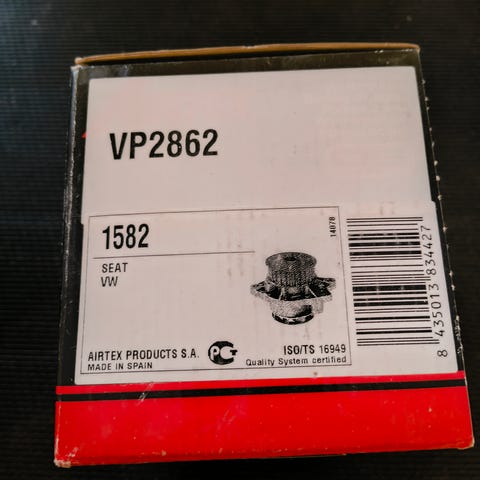 VP2862
1582
SEAT
VW
14078
8 435013 834427
AIRTEX PRODUCTS S.A.
MADE IN SPAIN
ISO/TS 16949
Quality System certified